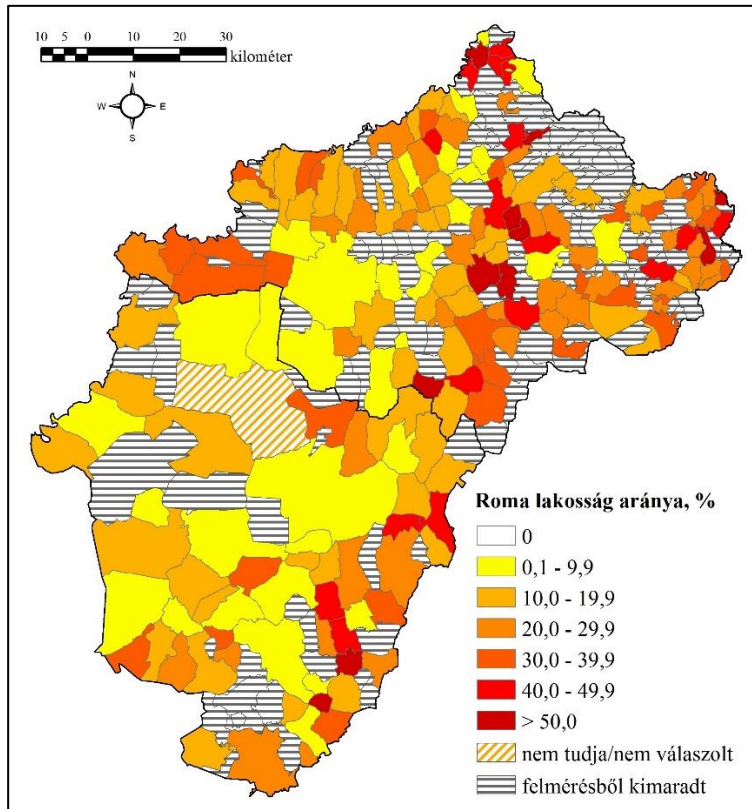 10 5 0 10 20 30
kilométer
N
W E
S
Roma lakosság aránya, %
0
0,1 - 9,9
10,0 - 19,9
20,0 - 29,9
30,0 - 39,9
40,0 - 49,9
> 50,0
nem tudja/nem válaszolt
felmérésből kimaradt